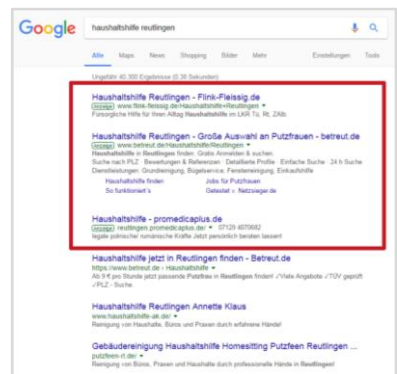 Google
haushaltshilfe reutlingen
Alle Maps News Shopping Bilder Mehr Einstellungen Tools
Ungefähr 40.300 Ergebnisse (0,38 Sekunden)
Haushaltshilfe Reutlingen - Flink-Fleissig.de
Anzeige www.flink-fleissig.de/Haushaltshilfe+Reutlingen
Fürsorgliche Hilfe für Ihren Alltag Haushaltshilfe im LKR Tü, Rt, ZAlb
Haushaltshilfe Reutlingen - Große Auswahl an Putzfrauen - betreut.de
Anzeige www.betreut.de/Haushaltshilfe/Reutlingen
Haushaltshilfe in Reutlingen finden. Gratis Anmelden & suchen
Suche nach PLZ · Bewertungen & Referenzen · Detaillierte Profile · Einfache Suche · 24 h Suche
Dienstleistungen: Grundreinigung, Bügelservice, Fensterreinigung, Einkaufshilfe
Haushaltshilfe finden Jobs für Putzfrauen
So funktioniert's Getestet v. Netzsieger.de
Haushaltshilfe - promedicaplus.de
Anzeige reutlingen.promedicaplus.de/ 07129 4070682
legale polnische/ rumänische Kräfte Jetzt persönlich beraten lassen!
Haushaltshilfe jetzt in Reutlingen finden - Betreut.de
https://www.betreut.de › Haushaltshilfe
Ab 9 € pro Stunde jetzt passende Putzfrau in Reutlingen finden! ✓Viele Angebote ✓TÜV geprüft
✓PLZ - Suche.
Haushaltshilfe Reutlingen Annette Klaus
www.haushaltshilfe-ak.de/
Reinigung von Haushalte, Büros und Praxen durch erfahrene Hände!
Gebäudereinigung Haushaltshilfe Homesitting Putzfeen Reutlingen ...
putzfeen-rt.de/
Reinigung von Büros, Praxen und Haushalte durch professionelle Hände in Reutlingen!